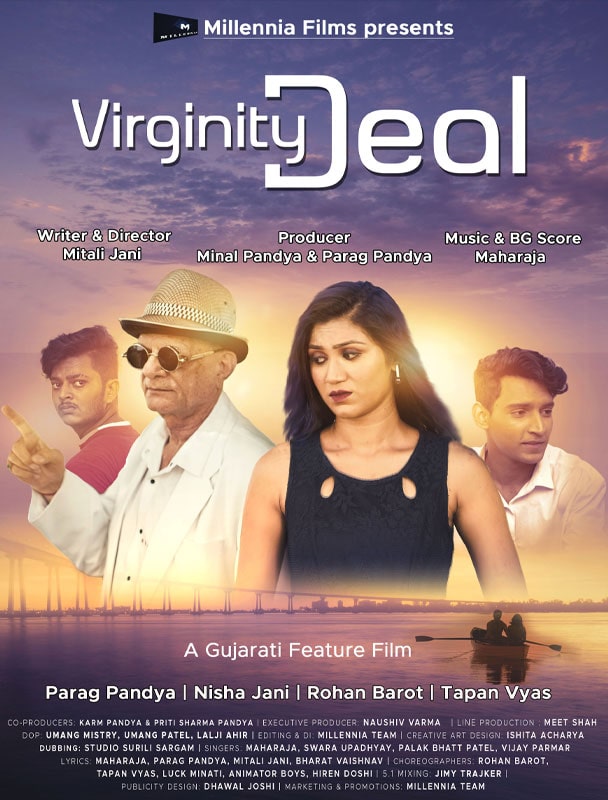 MILLENNIA
Millennia Films presents
Virginity Deal
Writer & Director
Mitali Jani
Producer
Minal Pandya & Parag Pandya
Music & BG Score
Maharaja
A Gujarati Feature Film
Parag Pandya | Nisha Jani | Rohan Barot | Tapan Vyas
CO-PRODUCERS: KARM PANDYA & PRITI SHARMA PANDYA | EXECUTIVE PRODUCER: NAUSHIV VARMA | LINE PRODUCTION : MEET SHAH
DOP: UMANG MISTRY, UMANG PATEL, LALJI AHIR | EDITING & DI: MILLENNIA TEAM | CREATIVE ART DESIGN: ISHITA ACHARYA
DUBBING: STUDIO SURILI SARGAM | SINGERS: MAHARAJA, SWARA UPADHYAY, PALAK BHATT PATEL, VIJAY PARMAR
LYRICS: MAHARAJA, PARAG PANDYA, MITALI JANI, BHARAT VAISHNAV | CHOREOGRAPHERS: ROHAN BAROT,
TAPAN VYAS, LUCK MINATI, ANIMATOR BOYS, HIREN DOSHI | 5.1 MIXING: JIMY TRAJKER |
PUBLICITY DESIGN: DHAWAL JOSHI | MARKETING & PROMOTIONS: MILLENNIA TEAM